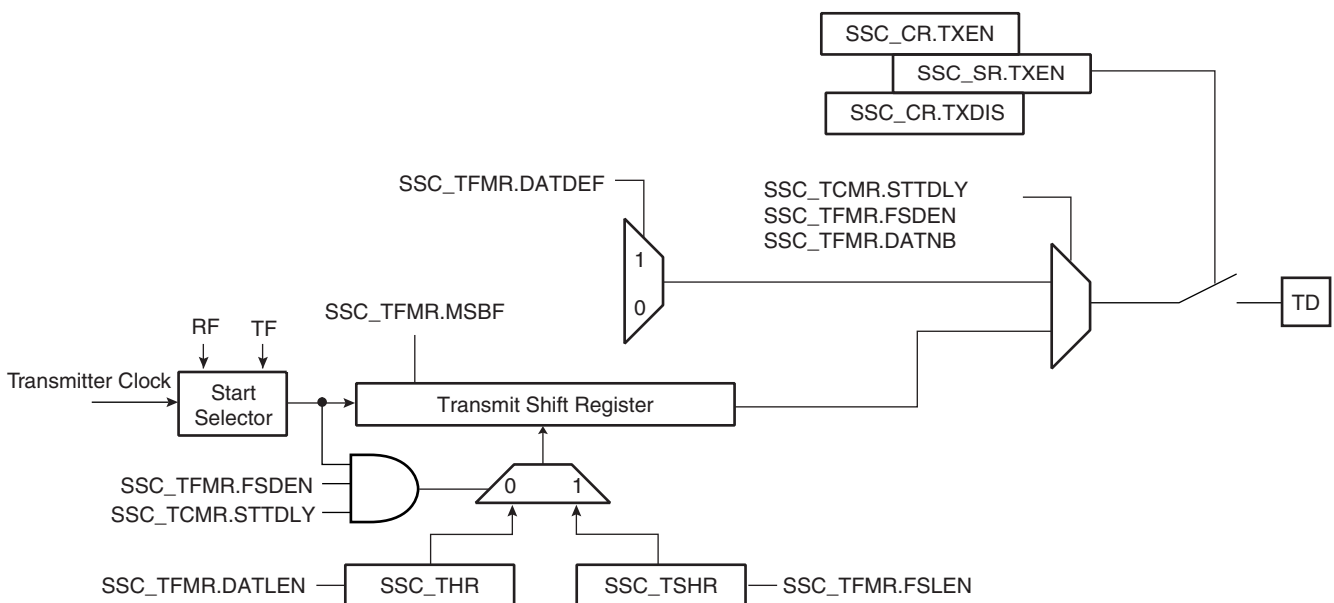 SSC_CR.TXEN
SSC_SR.TXEN
SSC_CR.TXDIS
SSC_TFMR.DATDEF
SSC_TCMR.STTDLY
SSC_TFMR.FSDEN
SSC_TFMR.DATNB
1
0
TD
SSC_TFMR.MSBF
RF TF
Transmitter Clock
Start
Selector
Transmit Shift Register
SSC_TFMR.FSDEN
SSC_TCMR.STTDLY
0 1
SSC_TFMR.DATLEN
SSC_THR
SSC_TSHR
SSC_TFMR.FSLEN